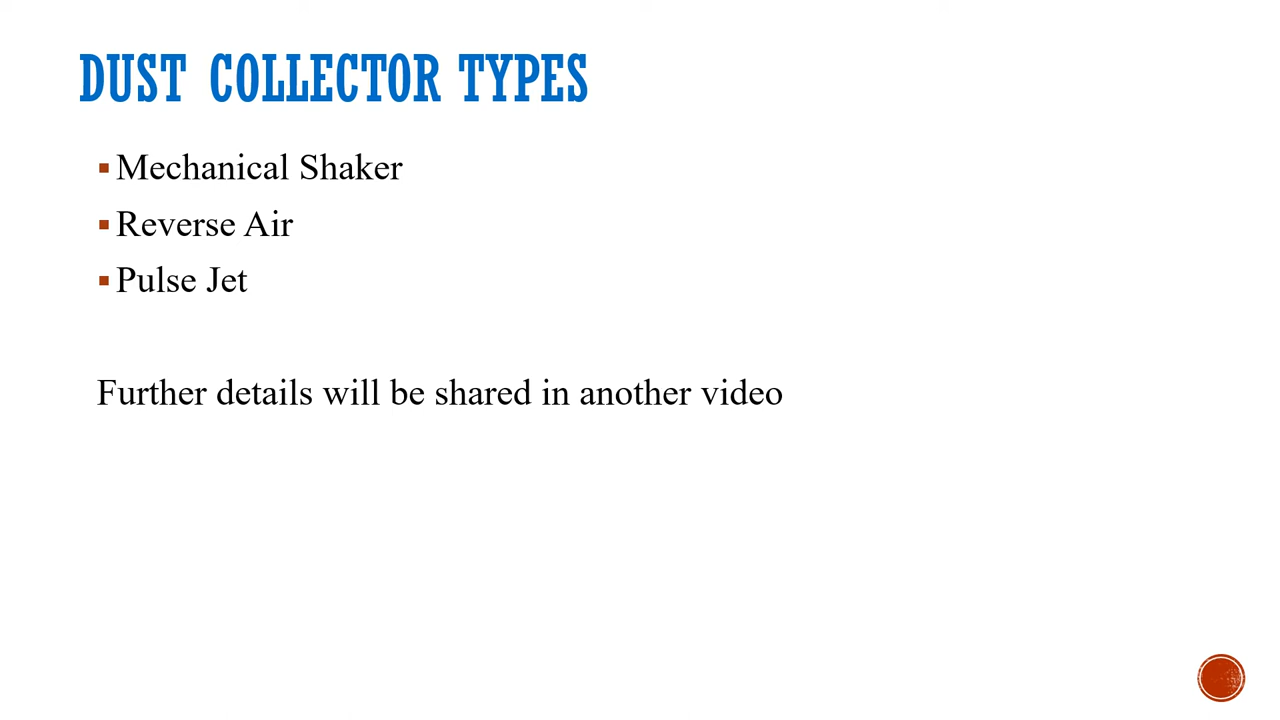 DUST COLLECTOR TYPES
Mechanical Shaker
Reverse Air
Pulse Jet
Further details will be shared in another video